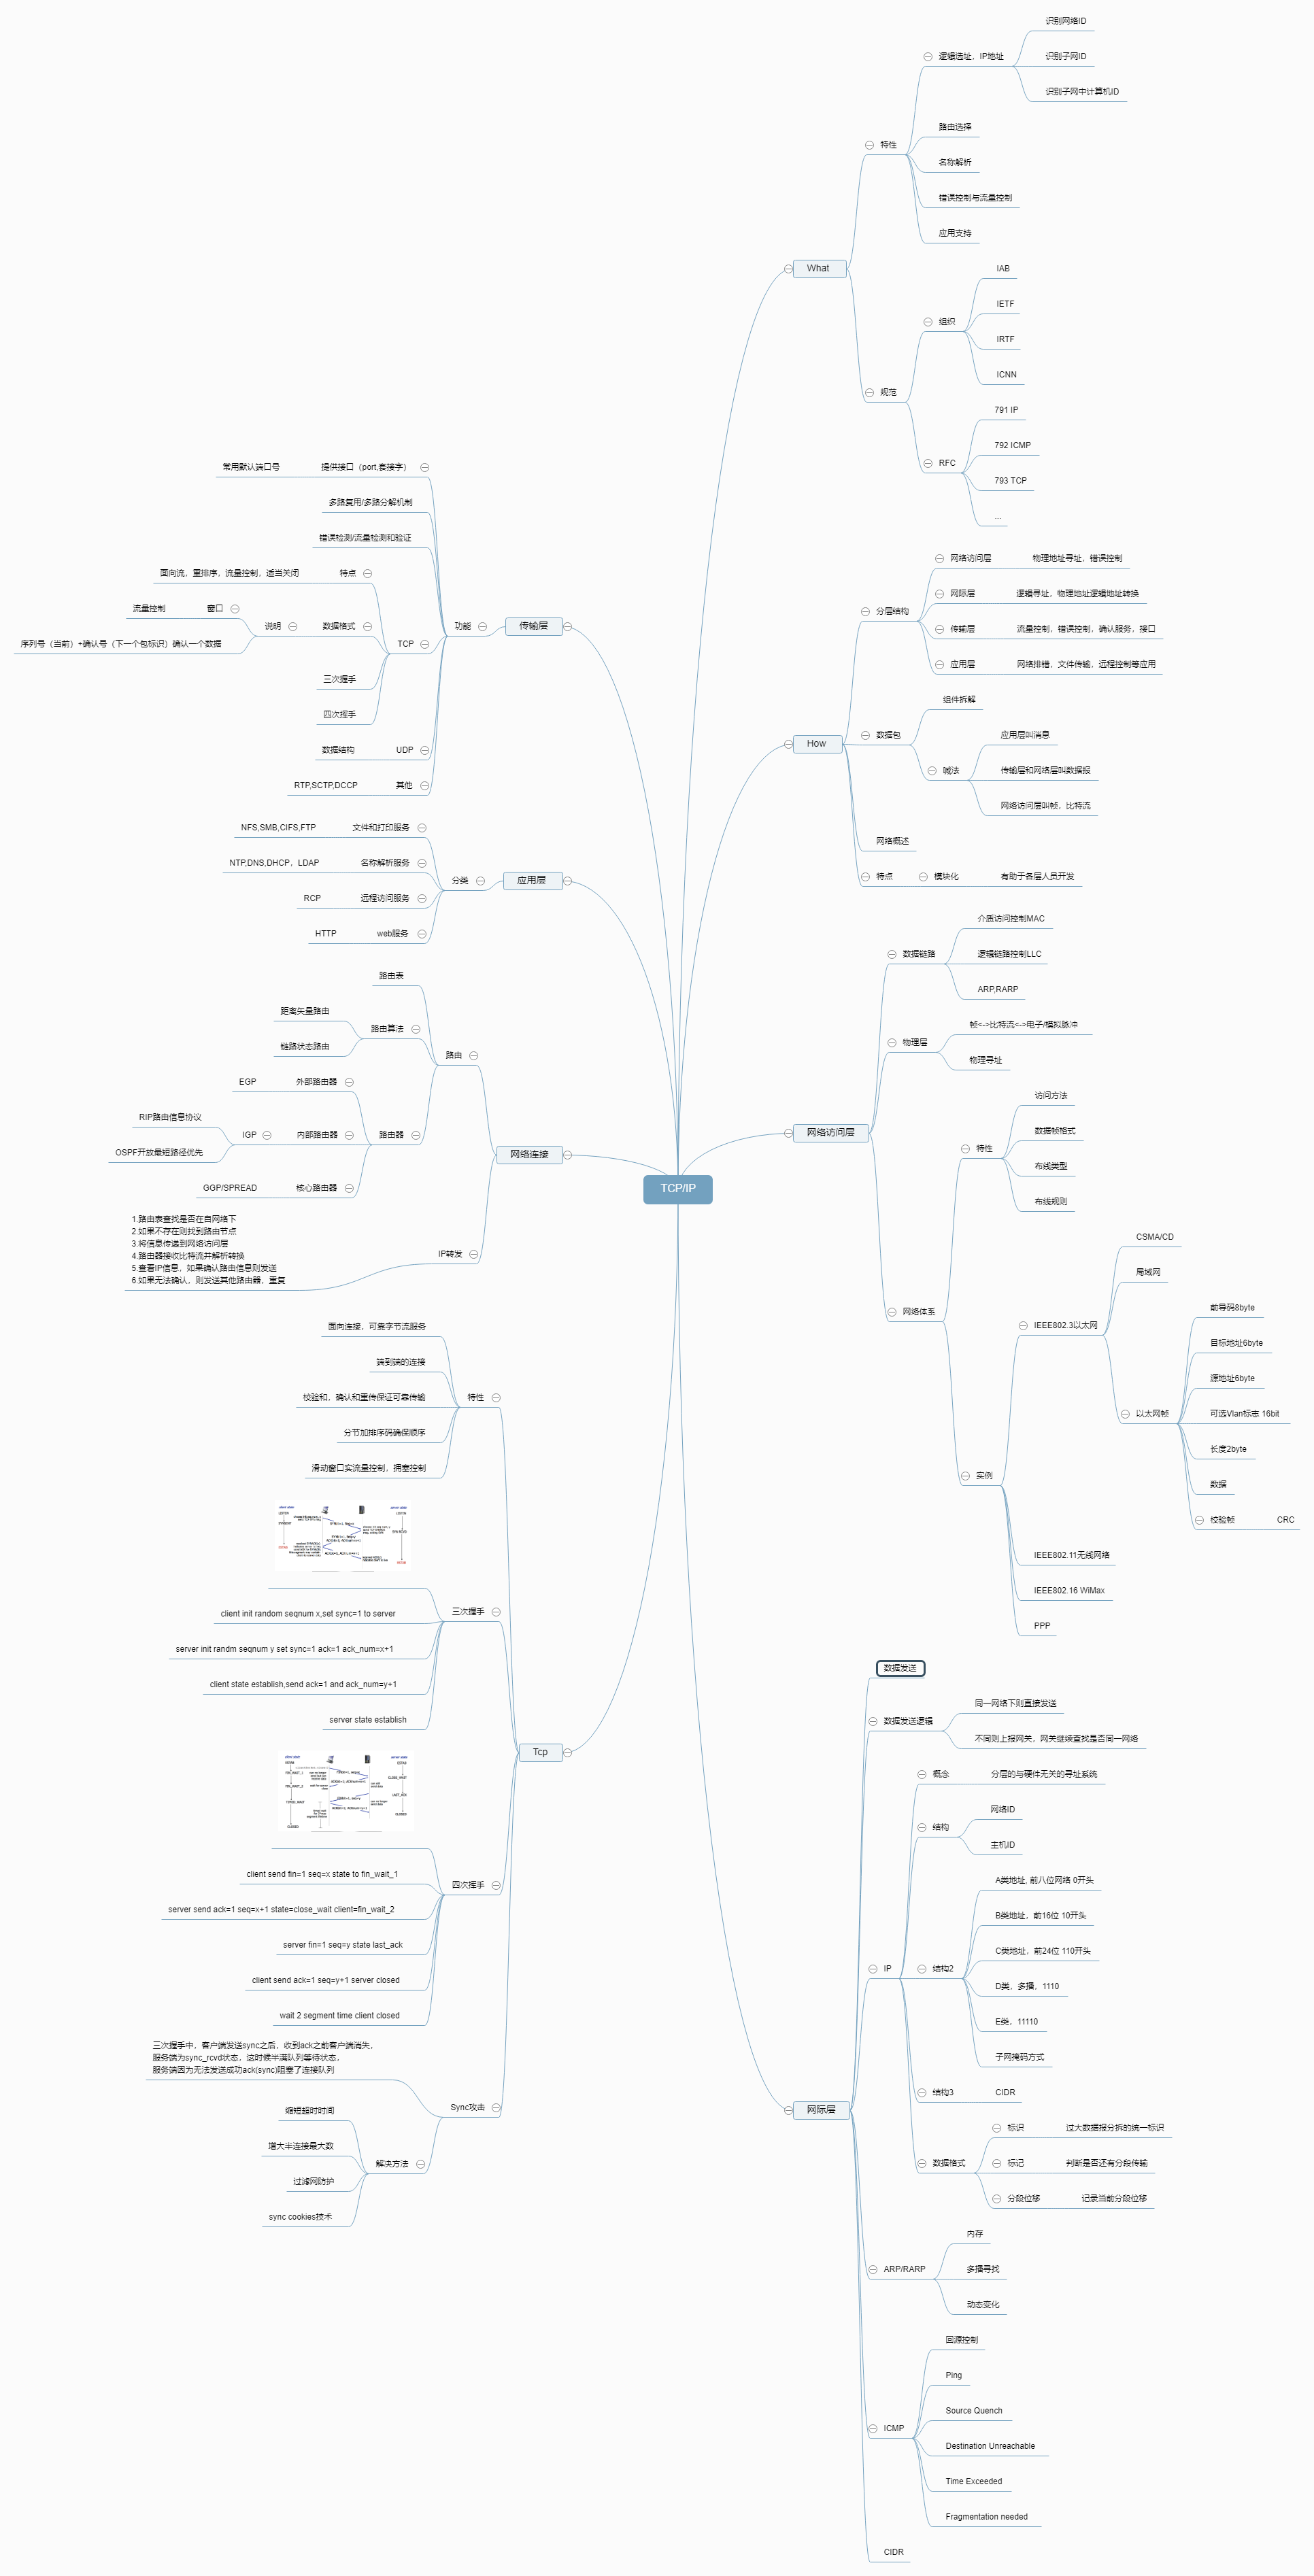 TCP/IP
What
特性
逻辑选址，IP地址
识别网络ID
识别子网ID
识别子网中计算机ID
路由选择
名称解析
错误控制与流量控制
应用支持
规范
组织
IAB
IETF
IRTF
ICNN
RFC
791 IP
792 ICMP
793 TCP
...
How
分层结构
网络访问层
物理地址寻址，错误控制
网际层
逻辑寻址，物理地址逻辑地址转换
传输层
流量控制，错误控制，确认服务，接口
应用层
网络排错，文件传输，远程控制等应用
数据包
组件拆解
喊法
应用层叫消息
传输层和网络层叫数据报
网络访问层叫帧，比特流
网络概述
特点
模块化
有助于各层人员开发
网络访问层
数据链路
介质访问控制MAC
逻辑链路控制LLC
ARP,RARP
物理层
帧<->比特流<->电子/模拟脉冲
物理寻址
网络体系
特性
访问方法
数据帧格式
布线类型
布线规则
实例
IEEE802.3以太网
CSMA/CD
局域网
以太网帧
前导码8byte
目标地址6byte
源地址6byte
可选Vlan标志 16bit
长度2byte
数据
校验帧
CRC
IEEE802.11无线网络
IEEE802.16 WiMax
PPP
网际层
数据发送
数据发送逻辑
同一网络下则直接发送
不同则上报网关，网关继续查找是否同一网络
IP
概念
分层的与硬件无关的寻址系统
结构
网络ID
主机ID
结构2
A类地址, 前八位网络 0开头
B类地址，前16位 10开头
C类地址，前24位 110开头
D类，多播，1110
E类，11110
子网掩码方式
结构3
CIDR
数据格式
标识
过大数据报分拆的统一标识
标记
判断是否还有分段传输
分段位移
记录当前分段位移
ARP/RARP
内存
多播寻找
动态变化
ICMP
回源控制
Ping
Source Quench
Destination Unreachable
Time Exceeded
Fragmentation needed
CIDR
传输层
功能
提供接口（port,套接字）
常用默认端口号
多路复用/多路分解机制
错误检测/流量检测和验证
TCP
特点
面向流，重排序，流量控制，适当关闭
数据格式
说明
窗口
流量控制
序列号（当前）+确认号（下一个包标识）确认一个数据
三次握手
四次挥手
UDP
数据结构
其他
RTP,SCTP,DCCP
应用层
分类
文件和打印服务
NFS,SMB,CIFS,FTP
名称解析服务
NTP,DNS,DHCP，LDAP
远程访问服务
RCP
web服务
HTTP
网络连接
路由
路由表
路由算法
距离矢量路由
链路状态路由
路由器
外部路由器
EGP
内部路由器
IGP
RIP路由信息协议
OSPF开放最短路径优先
核心路由器
GGP/SPREAD
IP转发
1.路由表查找是否在自网络下
2.如果不存在则找到路由节点
3.将信息传递到网络访问层
4.路由器接收比特流并解析转换
5.查看IP信息，如果确认路由信息则发送
6.如果无法确认，则发送其他路由器，重复
Tcp
特性
面向连接，可靠字节流服务
端到端的连接
校验和，确认和重传保证可靠传输
分节加排序码确保顺序
滑动窗口实流量控制，拥塞控制
三次握手
client init random seqnum x,set sync=1 to server
server init randm seqnum y set sync=1 ack=1 ack_num=x+1
client state establish,send ack=1 and ack_num=y+1
server state establish
四次挥手
client send fin=1 seq=x state to fin_wait_1
server send ack=1 seq=x+1 state=close_wait client=fin_wait_2
server fin=1 seq=y state last_ack
client send ack=1 seq=y+1 server closed
wait 2 segment time client closed
Sync攻击
三次握手中，客户端发送sync之后，收到ack之前客户端消失，
服务端为sync_rcvd状态，这时候半满队列等待状态，
服务端因为无法发送成功ack(sync)阻塞了连接队列
解决方法
缩短超时时间
增大半连接最大数
过滤网防护
sync cookies技术